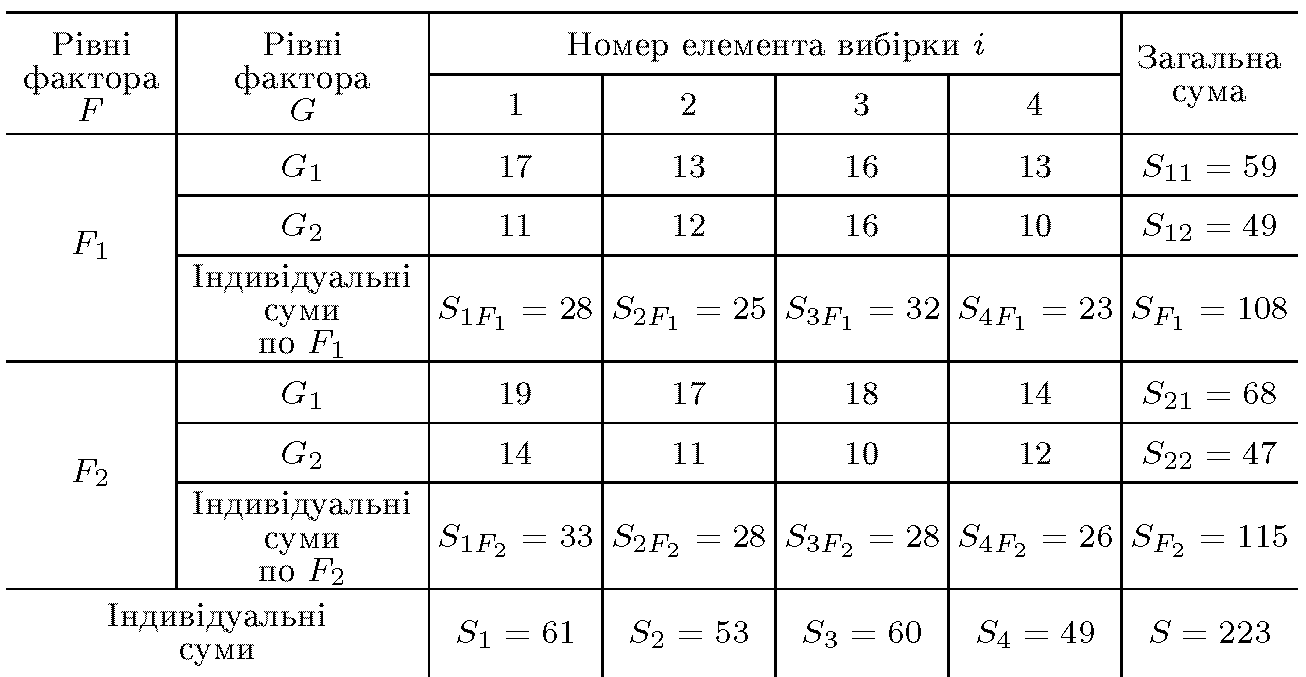 Рівні фактора F
Рівні фактора G
Номер елемента вибірки i
Загальна сума
1 2 3 4
F₁
G₁ 17 13 16 13 S₁₁ = 59
G₂ 11 12 16 10 S₁₂ = 49
Індивідуальні суми по F₁
S₁F₁ = 28 S₂F₁ = 25 S₃F₁ = 32 S₄F₁ = 23 SF₁ = 108
F₂
G₁ 19 17 18 14 S₂₁ = 68
G₂ 14 11 10 12 S₂₂ = 47
Індивідуальні суми по F₂
S₁F₂ = 33 S₂F₂ = 28 S₃F₂ = 28 S₄F₂ = 26 SF₂ = 115
Індивідуальні суми
S₁ = 61 S₂ = 53 S₃ = 60 S₄ = 49 S = 223